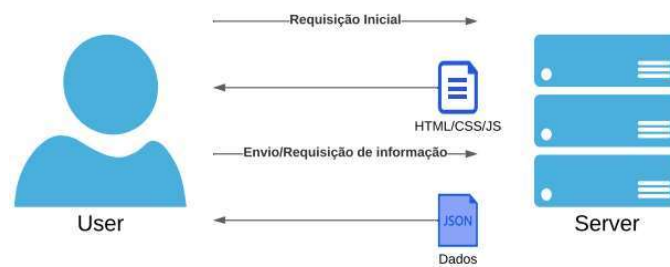 Requisição Inicial
HTML/CSS/JS
Envio/Requisição de informação
JSON
Dados
User
Server